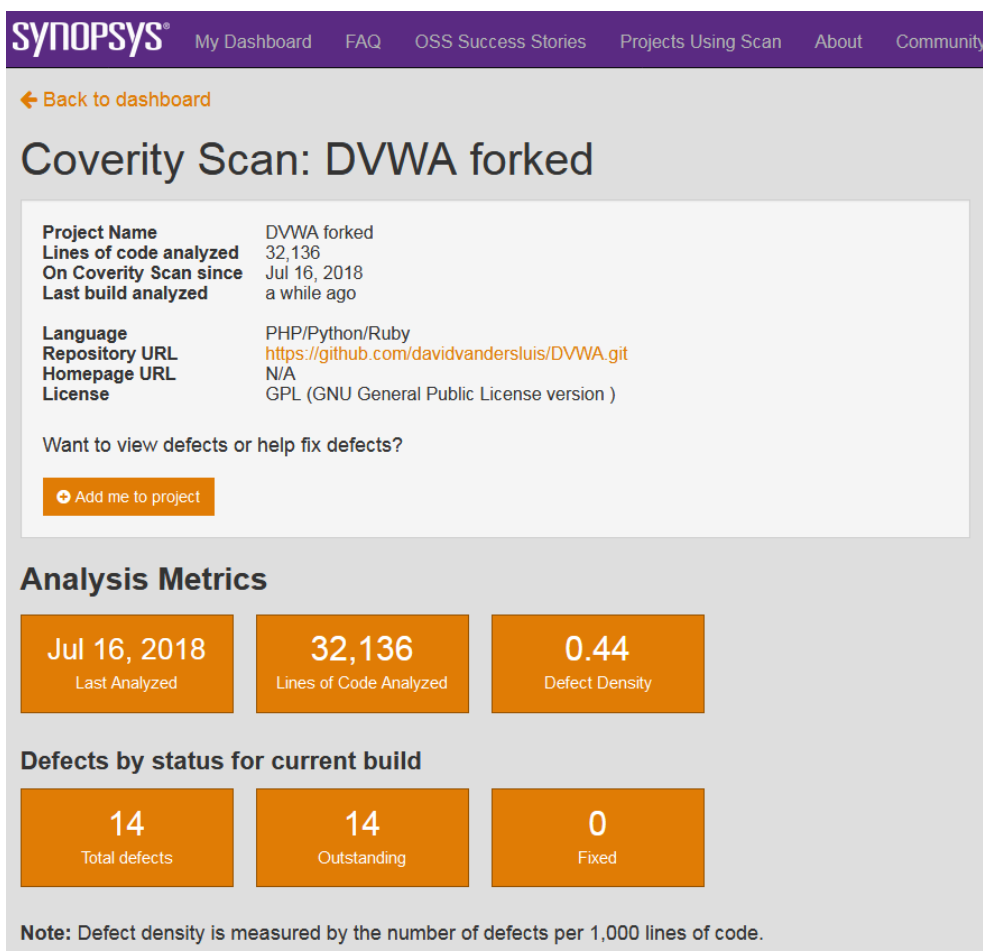 SYNOPSYS® My Dashboard FAQ OSS Success Stories Projects Using Scan About Community
Back to dashboard
Coverity Scan: DVWA forked
Project Name DVWA forked
Lines of code analyzed 32,136
On Coverity Scan since Jul 16, 2018
Last build analyzed a while ago
Language PHP/Python/Ruby
Repository URL https://github.com/davidvandersluis/DVWA.git
Homepage URL N/A
License GPL (GNU General Public License version )
Want to view defects or help fix defects?
Add me to project
Analysis Metrics
Jul 16, 2018 32,136 0.44
Last Analyzed Lines of Code Analyzed Defect Density
Defects by status for current build
14 14 0
Total defects Outstanding Fixed
Note: Defect density is measured by the number of defects per 1,000 lines of code.